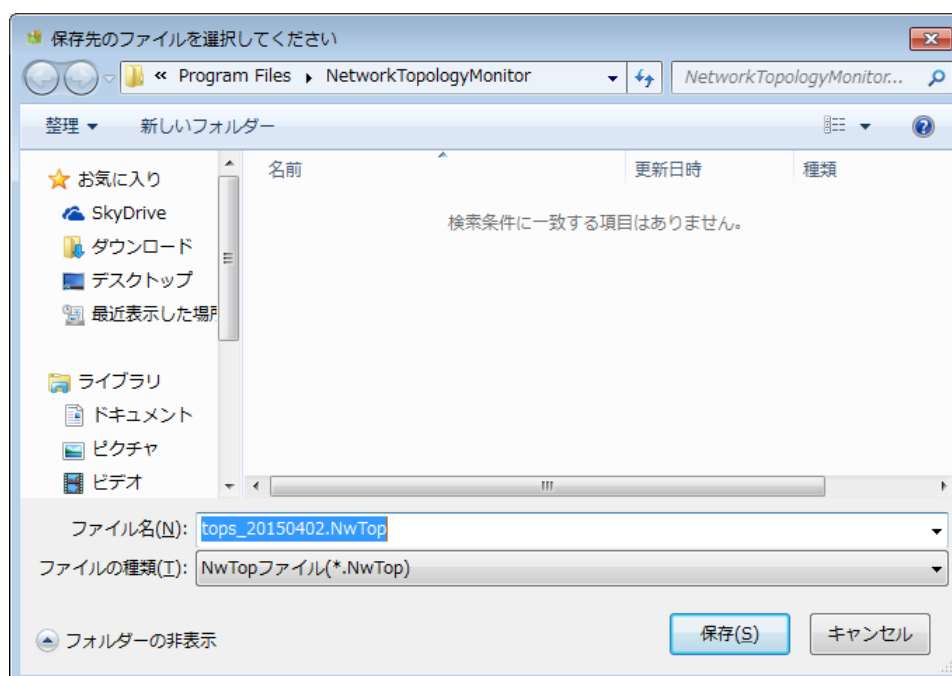 保存先のファイルを選択してください
« Program Files ▸ NetworkTopologyMonitor
NetworkTopologyMonitor...
整理 ▼ 新しいフォルダー
お気に入り
SkyDrive
ダウンロード
デスクトップ
最近表示した場所
ライブラリ
ドキュメント
ピクチャ
ビデオ
名前 更新日時 種類
検索条件に一致する項目はありません。
ファイル名(N): tops_20150402.NwTop
ファイルの種類(T): NwTopファイル(*.NwTop)
フォルダーの非表示
保存(S) キャンセル